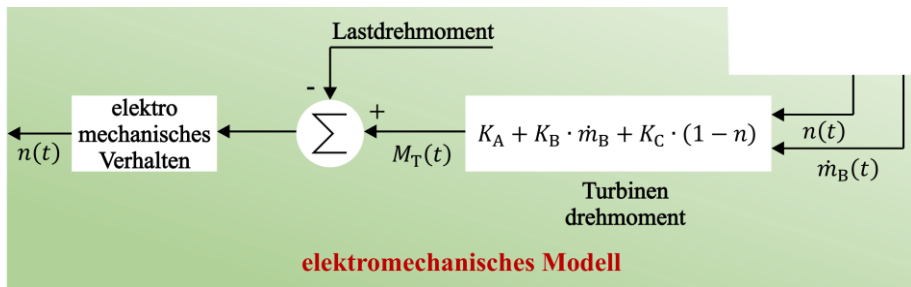 Lastdrehmoment
-
elektro
mechanisches
Verhalten
n(t)
∑
+
M_T(t)
K_A + K_B · ṁ_B + K_C · (1 − n)
n(t)
ṁ_B(t)
Turbinen
drehmoment
elektromechanisches Modell